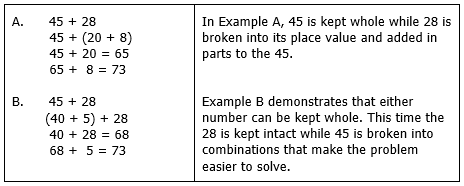 A. 45 + 28
45 + (20 + 8)
45 + 20 = 65
65 + 8 = 73
In Example A, 45 is kept whole while 28 is
broken into its place value and added in
parts to the 45.
B. 45 + 28
(40 + 5) + 28
40 + 28 = 68
68 + 5 = 73
Example B demonstrates that either
number can be kept whole. This time the
28 is kept intact while 45 is broken into
combinations that make the problem
easier to solve.